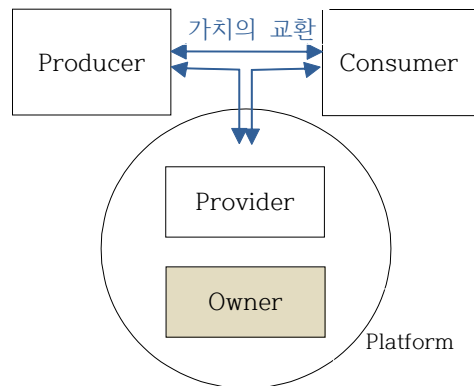 가치의 교환
Producer
Consumer
Provider
Owner
Platform